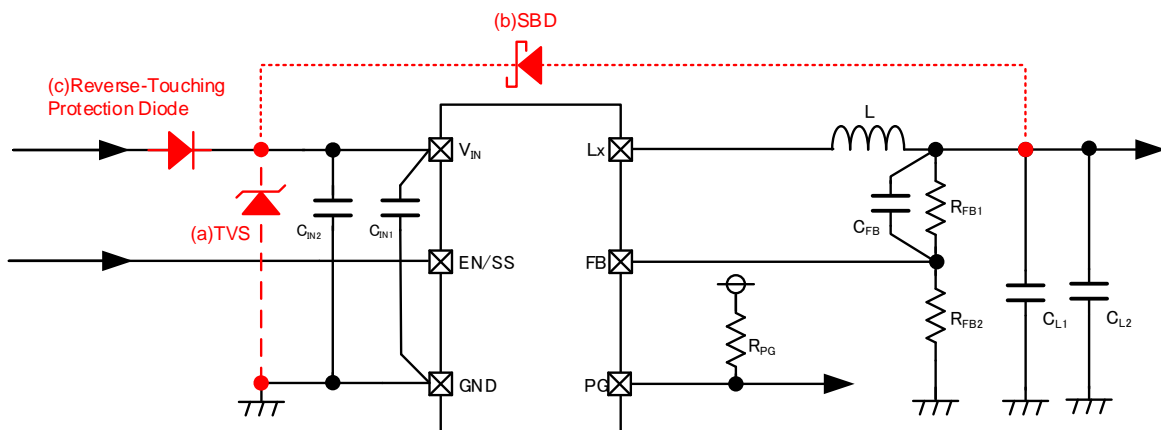 (b)SBD
(c)Reverse-Touching
Protection Diode
L
VIN
Lx
CIN2
CIN1
CFB
RFB1
(a)TVS
EN/SS
FB
RFB2
CL1
CL2
RPG
GND
PG